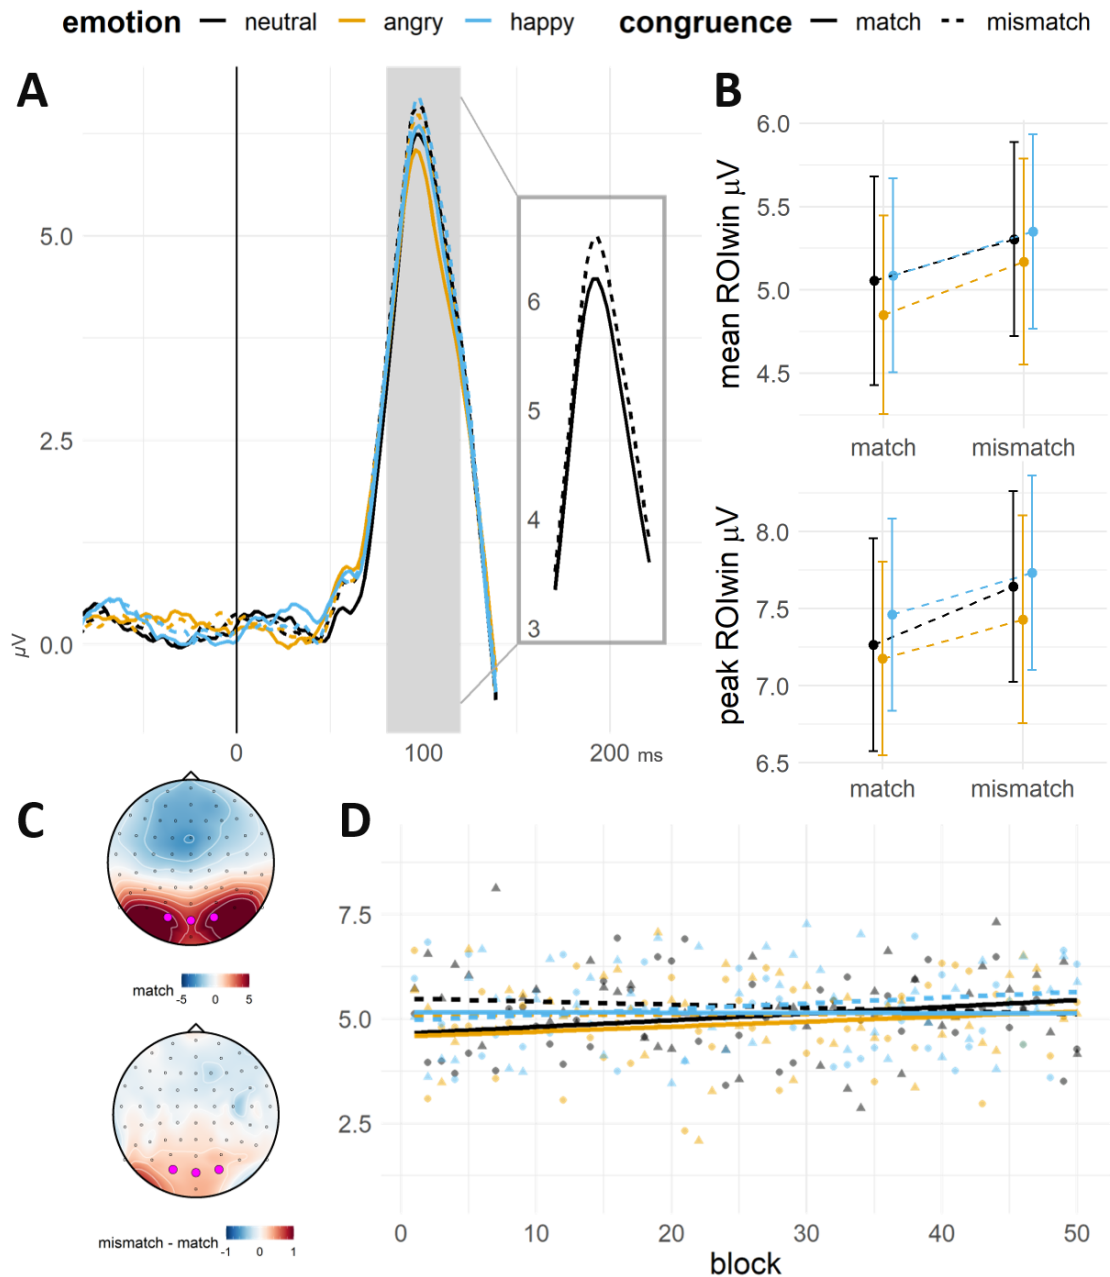 emotion neutral angry happy congruence match mismatch
A
5.0
2.5
0.0
μV
0 100 200 ms
6
5
4
3
B
mean ROIwin μV
6.0
5.5
5.0
4.5
match mismatch
peak ROIwin μV
8.0
7.5
7.0
6.5
match mismatch
C
match
-5 0 5
mismatch - match
-1 0 1
D
7.5
5.0
2.5
0 10 20 30 40 50
block